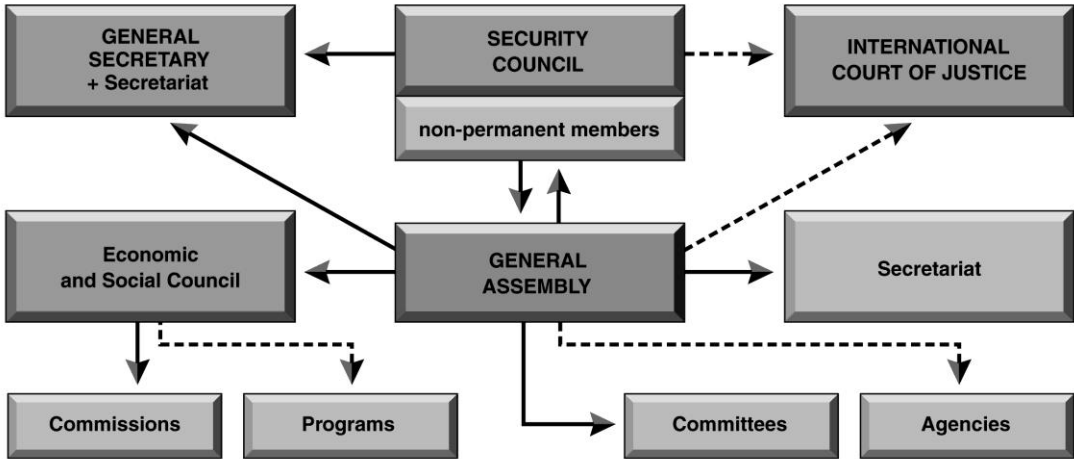 GENERAL
SECRETARY
+ Secretariat
SECURITY
COUNCIL
non-permanent members
INTERNATIONAL
COURT OF JUSTICE
Economic
and Social Council
GENERAL
ASSEMBLY
Secretariat
Commissions
Programs
Committees
Agencies